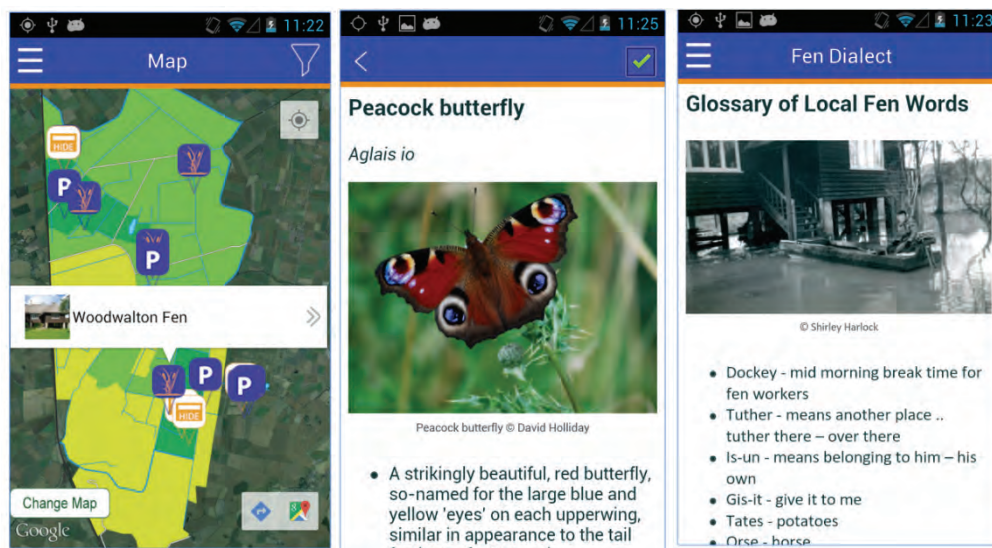 11:22
Map
HIDE
P
P
Woodwalton Fen
P
P
HIDE
Change Map
Google
11:25
Peacock butterfly
Aglais io
Peacock butterfly © David Holliday
• A strikingly beautiful, red butterfly,
so-named for the large blue and
yellow 'eyes' on each upperwing,
similar in appearance to the tail
11:23
Fen Dialect
Glossary of Local Fen Words
© Shirley Harlock
• Dockey - mid morning break time for
fen workers
• Tuther - means another place ..
tuther there – over there
• Is-un - means belonging to him – his
own
• Gis-it - give it to me
• Tates - potatoes
• Orse - horse